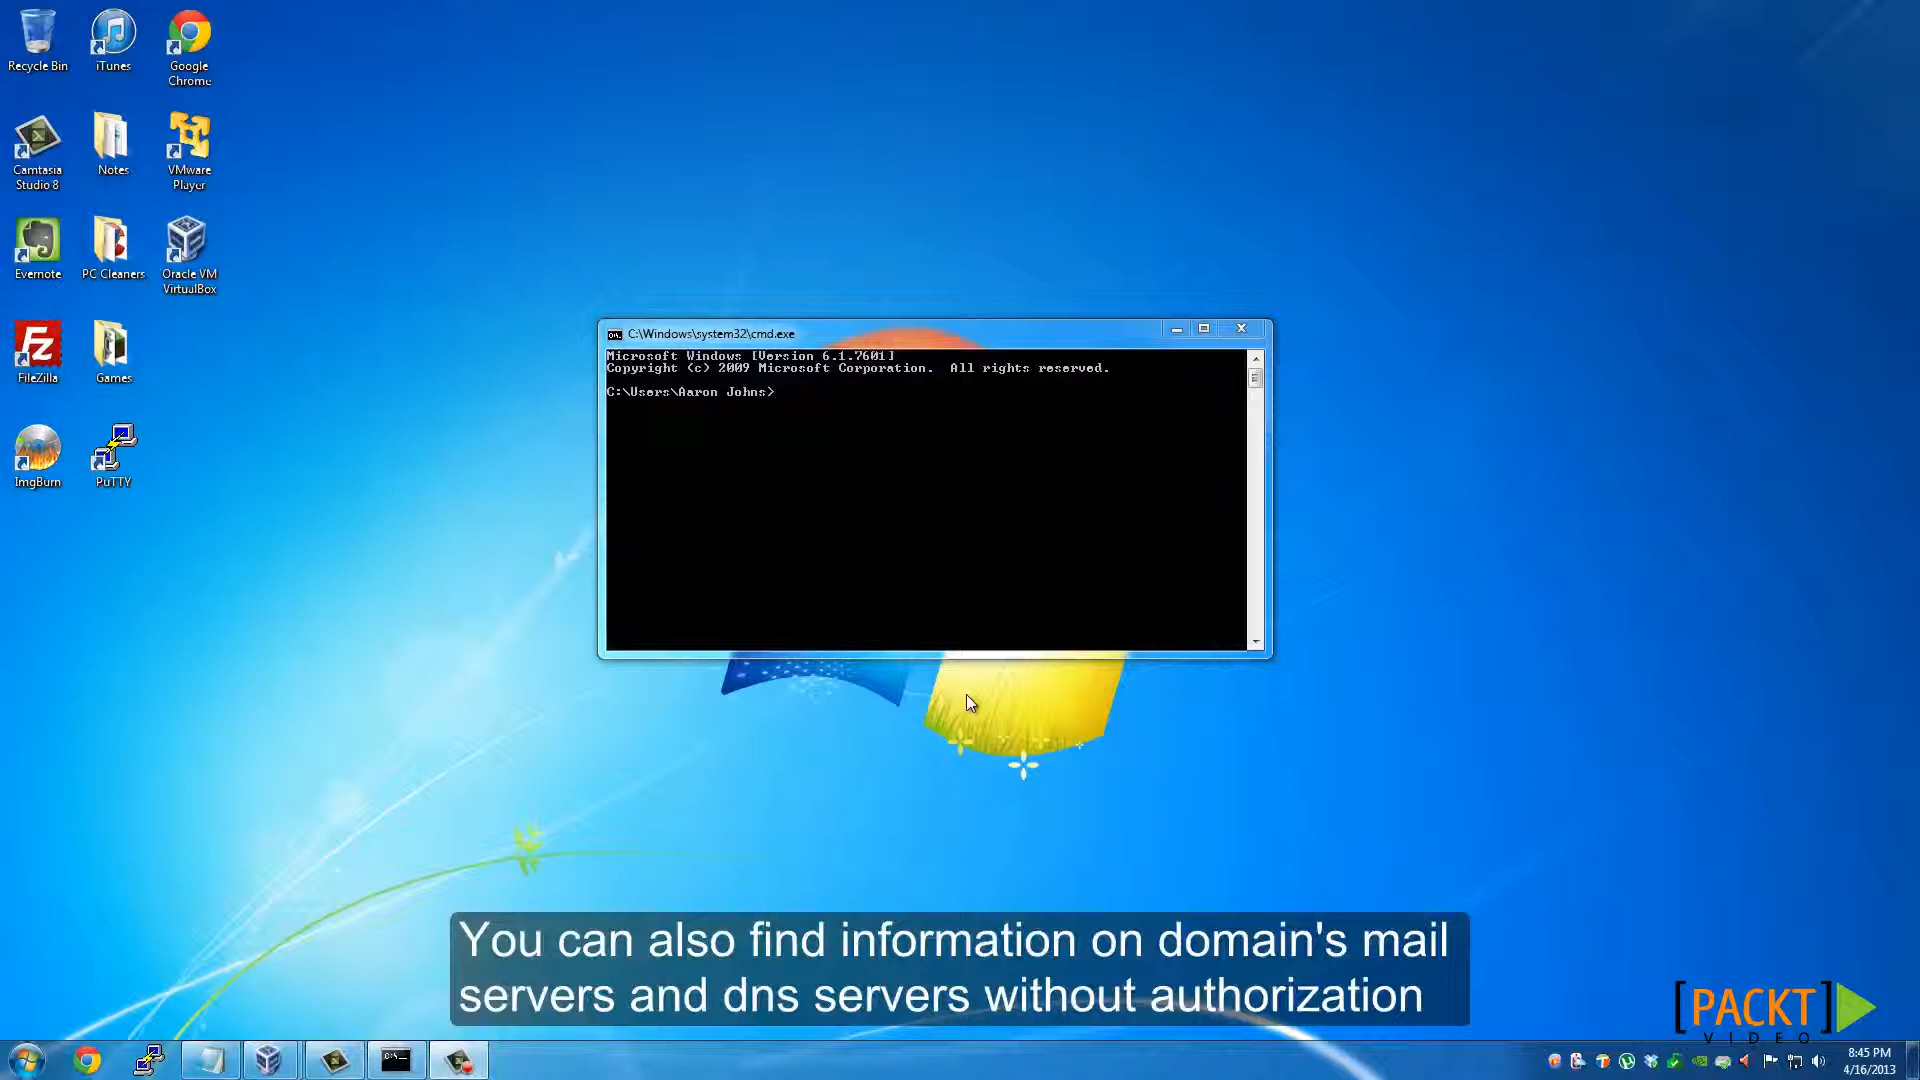 Recycle Bin
iTunes
Google
Chrome
Camtasia
Studio 8
Notes
VMware
Player
Evernote
PC Cleaners
Oracle VM
VirtualBox
FileZilla
Games
ImgBurn
PuTTY
C:\Windows\system32\cmd.exe
Microsoft Windows [Version 6.1.7601]
Copyright (c) 2009 Microsoft Corporation.  All rights reserved.
C:\Users\Aaron Johns>
You can also find information on domain's mail
servers and dns servers without authorization
[PACKT]
VIDEO
8:45 PM
4/16/2013